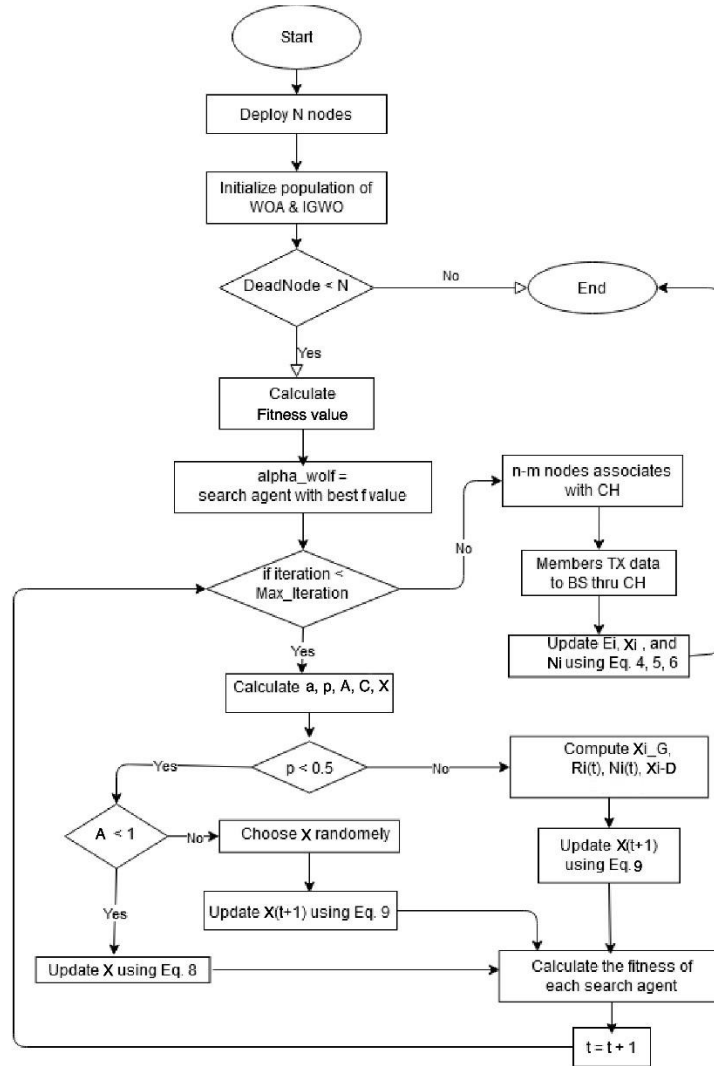 Start
Deploy N nodes
Initialize population of
WOA & IGWO
DeadNode < N
No
End
Yes
Calculate
Fitness value
alpha_wolf =
search agent with best f value
n-m nodes associates
with CH
No
if iteration <
Max_Iteration
Members TX data
to BS thru CH
Yes
Update Ei, Xi , and
Ni using Eq. 4, 5, 6
Calculate a, p, A, C, X
p < 0.5
Yes
No
Compute Xi_G,
Ri(t), Ni(t), Xi-D
A < 1
No
Choose X randomely
Update X(t+1)
using Eq.9
Yes
Update X(t+1) using Eq. 9
Update X using Eq. 8
Calculate the fitness of
each search agent
t = t + 1